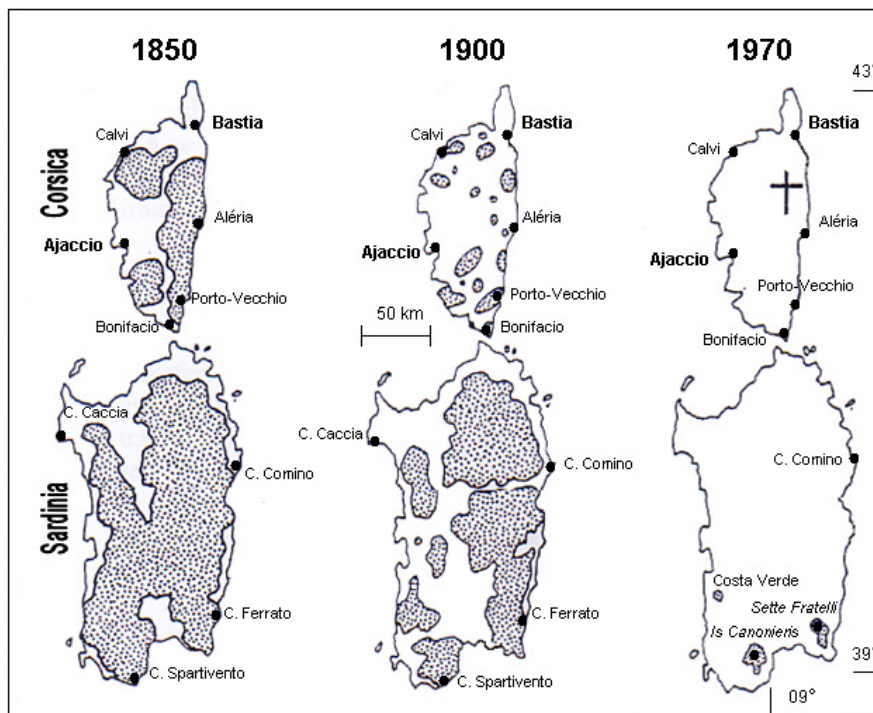 1850
1900
1970
43°
Corsica
Bastia
Calvi
Aléria
Ajaccio
Porto-Vecchio
Bonifacio
Bastia
Calvi
Aléria
Ajaccio
Porto-Vecchio
50 km
Bonifacio
Bastia
Calvi
Aléria
Ajaccio
Porto-Vecchio
Bonifacio
Sardinia
C. Caccia
C. Comino
C. Ferrato
C. Spartivento
C. Caccia
C. Comino
C. Ferrato
C. Spartivento
C. Comino
Costa Verde
Sette Fratelli
Is Canonieris
39°
09°